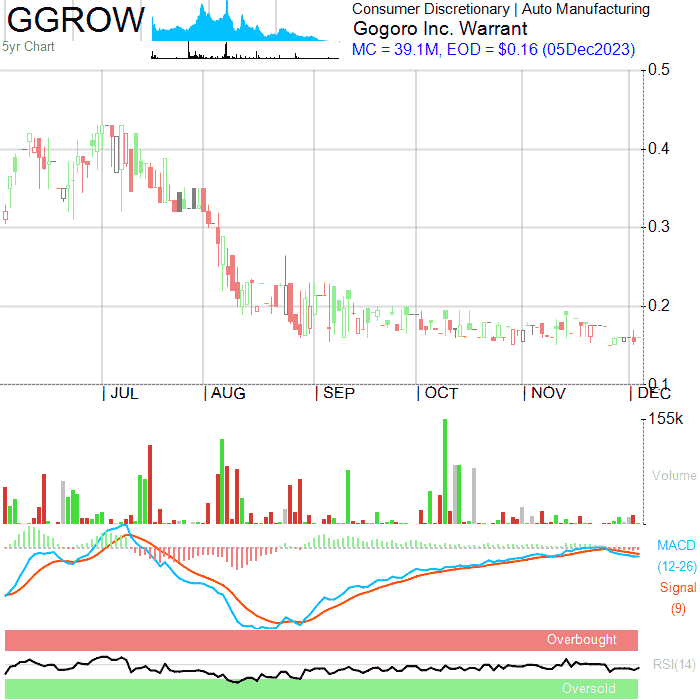 GGROW
5yr Chart
Consumer Discretionary | Auto Manufacturing
Gogoro Inc. Warrant
MC = 39.1M, EOD = $0.16 (05Dec2023)
0.5
0.4
0.3
0.2
0.1
| JUL | AUG | SEP | OCT | NOV | DEC
155k
Volume
MACD
(12-26)
Signal
(9)
Overbought
RSI(14)
Oversold